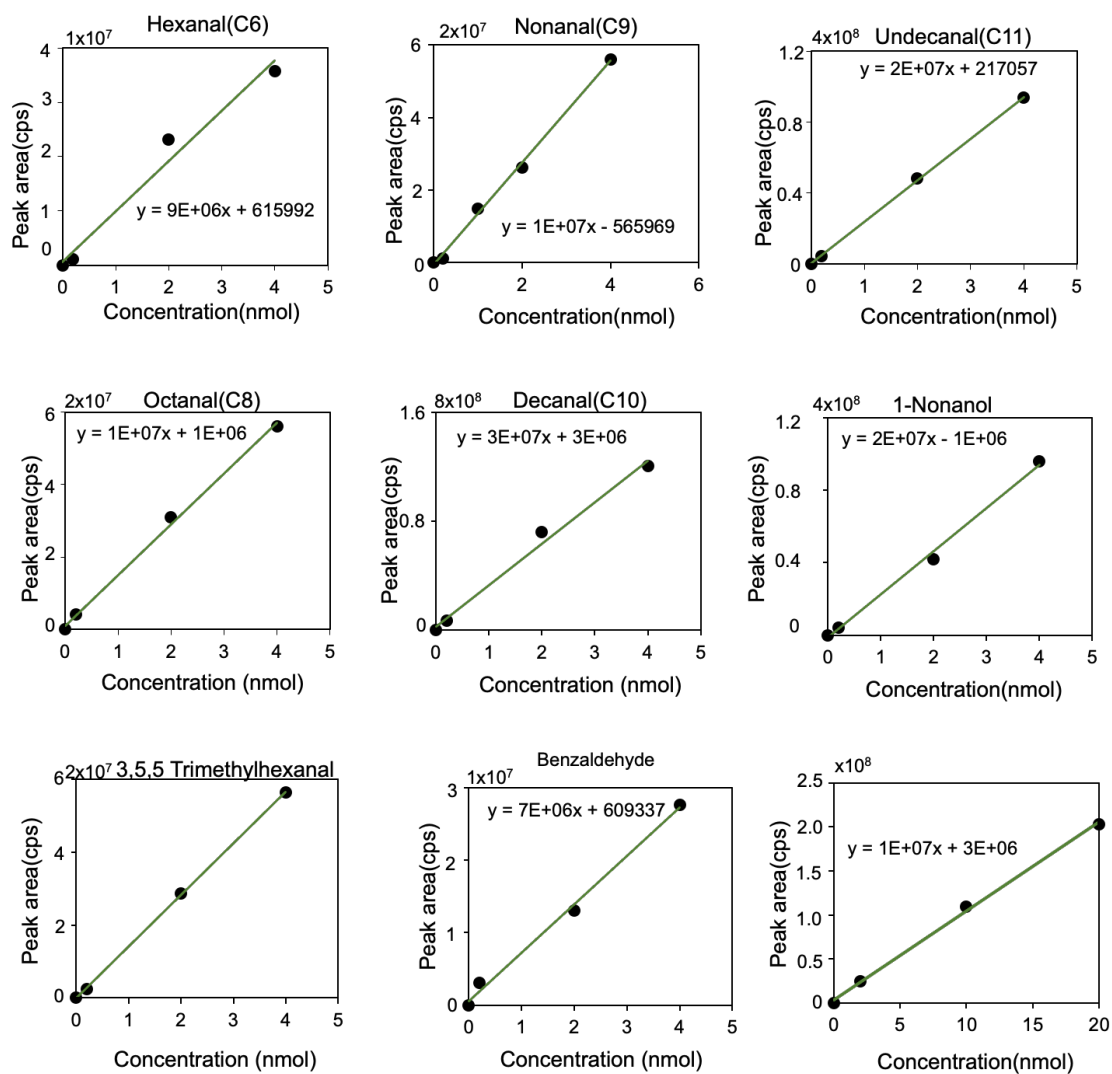 Hexanal(C6)
1x10⁷
4
3
2
1
0
Peak area(cps)
y = 9E+06x + 615992
0 1 2 3 4 5
Concentration(nmol)
Nonanal(C9)
2x10⁷
6
4
2
0
Peak area(cps)
y = 1E+07x - 565969
0 2 4 6
Concentration(nmol)
Undecanal(C11)
4x10⁸
1.2
0.8
0.4
0
Peak area(cps)
y = 2E+07x + 217057
0 1 2 3 4 5
Concentration(nmol)
Octanal(C8)
2x10⁷
6
4
2
0
Peak area(cps)
y = 1E+07x + 1E+06
0 1 2 3 4 5
Concentration (nmol)
Decanal(C10)
8x10⁸
1.6
0.8
0
Peak area(cps)
y = 3E+07x + 3E+06
0 1 2 3 4 5
Concentration (nmol)
1-Nonanol
4x10⁸
1.2
0.8
0.4
0
Peak area(cps)
y = 2E+07x - 1E+06
0 1 2 3 4 5
Concentration(nmol)
2x10⁷ 3,5,5 Trimethylhexanal
6
4
2
0
Peak area(cps)
0 1 2 3 4 5
Concentration (nmol)
Benzaldehyde
1x10⁷
3
2
1
0
Peak area(cps)
y = 7E+06x + 609337
0 1 2 3 4 5
Concentration (nmol)
x10⁸
2.5
2.0
1.5
1.0
0.5
0
Peak area(cps)
y = 1E+07x + 3E+06
0 5 10 15 20
Concentration(nmol)